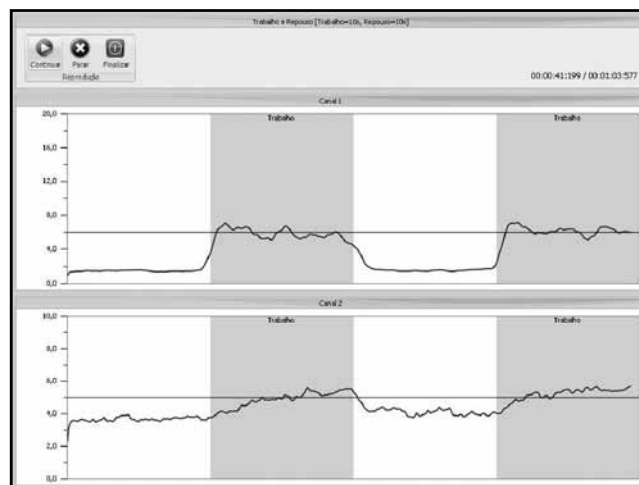 Trabalho e Repouso [Trabalho=10s, Repouso=10s]
Continuar Parar Finalizar
Reprodução
00:00:41:199 / 00:01:03:577
Canal 1
20,0
Trabalho
Trabalho
16,0
12,0
8,0
4,0
0,0
Canal 2
10,0
Trabalho
Trabalho
8,0
6,0
4,0
2,0
0,0